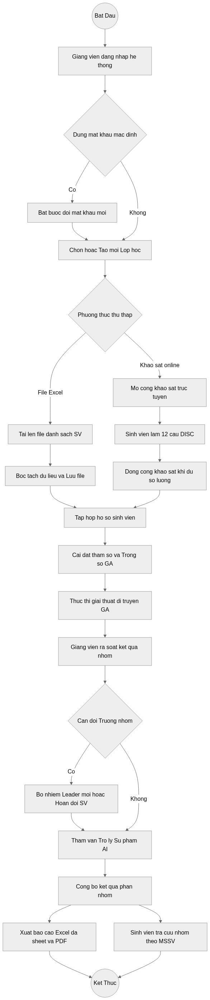 Bat Dau
Giang vien dang nhap he
thong
Dung mat khau mac dinh
Co
Bat buoc doi mat khau moi
Khong
Chon hoac Tao moi Lop hoc
Phuong thuc thu thap
Khao sat online
File Excel
Mo cong khao sat truc
tuyen
Tai len file danh sach SV
Sinh vien lam 12 cau DISC
Boc tach du lieu va Luu file
Dong cong khao sat khi du
so luong
Tap hop ho so sinh vien
Cai dat tham so va Trong
so GA
Thuc thi giai thuat di truyen
GA
Giang vien ra soat ket qua
nhom
Can doi Truong nhom
Co
Bo nhiem Leader moi hoac
Hoan doi SV
Khong
Tham van Tro ly Su pham
AI
Cong bo ket qua phan
nhom
Xuat bao cao Excel da
sheet va PDF
Sinh vien tra cuu nhom
theo MSSV
Ket Thuc